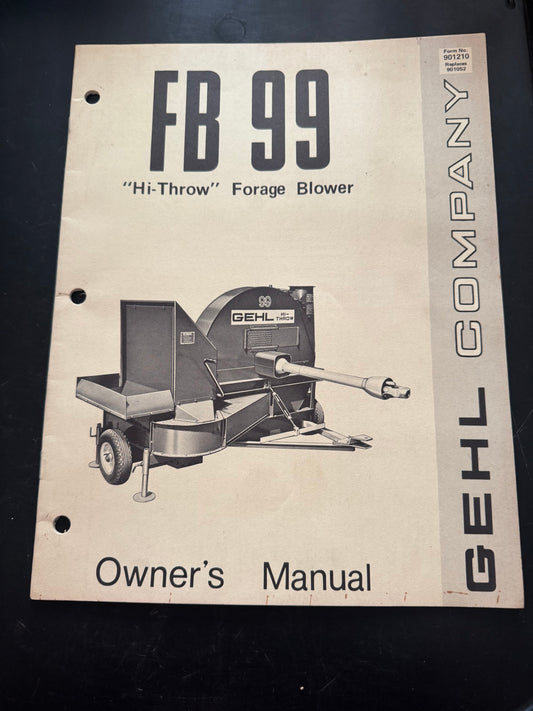 Form No.
901210
Replaces
901052
FB 99
"Hi-Throw" Forage Blower
GEHL COMPANY
99
GEHL HI-
THROW
Owner's Manual